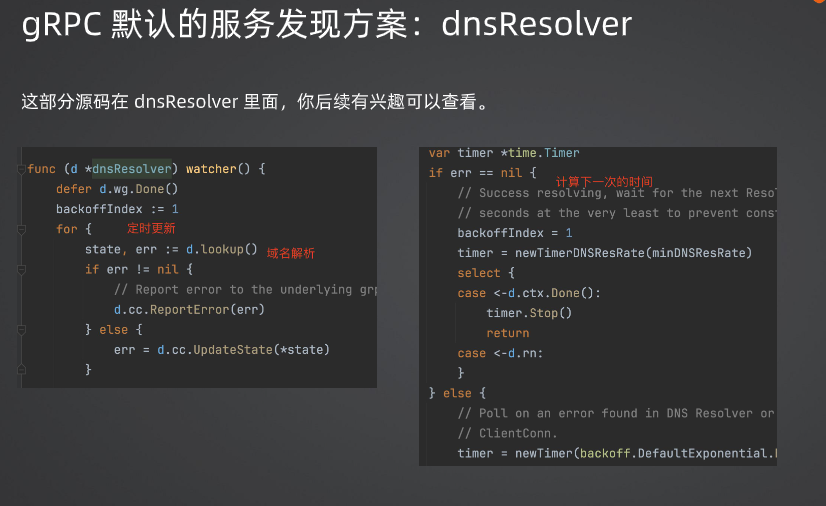 gRPC 默认的服务发现方案：dnsResolver
这部分源码在 dnsResolver 里面，你后续有兴趣可以查看。
func (d *dnsResolver) watcher() {
defer d.wg.Done()
backoffIndex := 1
for {
定时更新
state, err := d.lookup()
域名解析
if err != nil {
// Report error to the underlying grp
d.cc.ReportError(err)
} else {
err = d.cc.UpdateState(*state)
}
var timer *time.Timer
if err == nil {
计算下一次的时间
// Success resolving, wait for the next Resol
// seconds at the very least to prevent const
backoffIndex = 1
timer = newTimerDNSResRate(minDNSResRate)
select {
case <-d.ctx.Done():
timer.Stop()
return
case <-d.rn:
}
} else {
// Poll on an error found in DNS Resolver or
// ClientConn.
timer = newTimer(backoff.DefaultExponential.